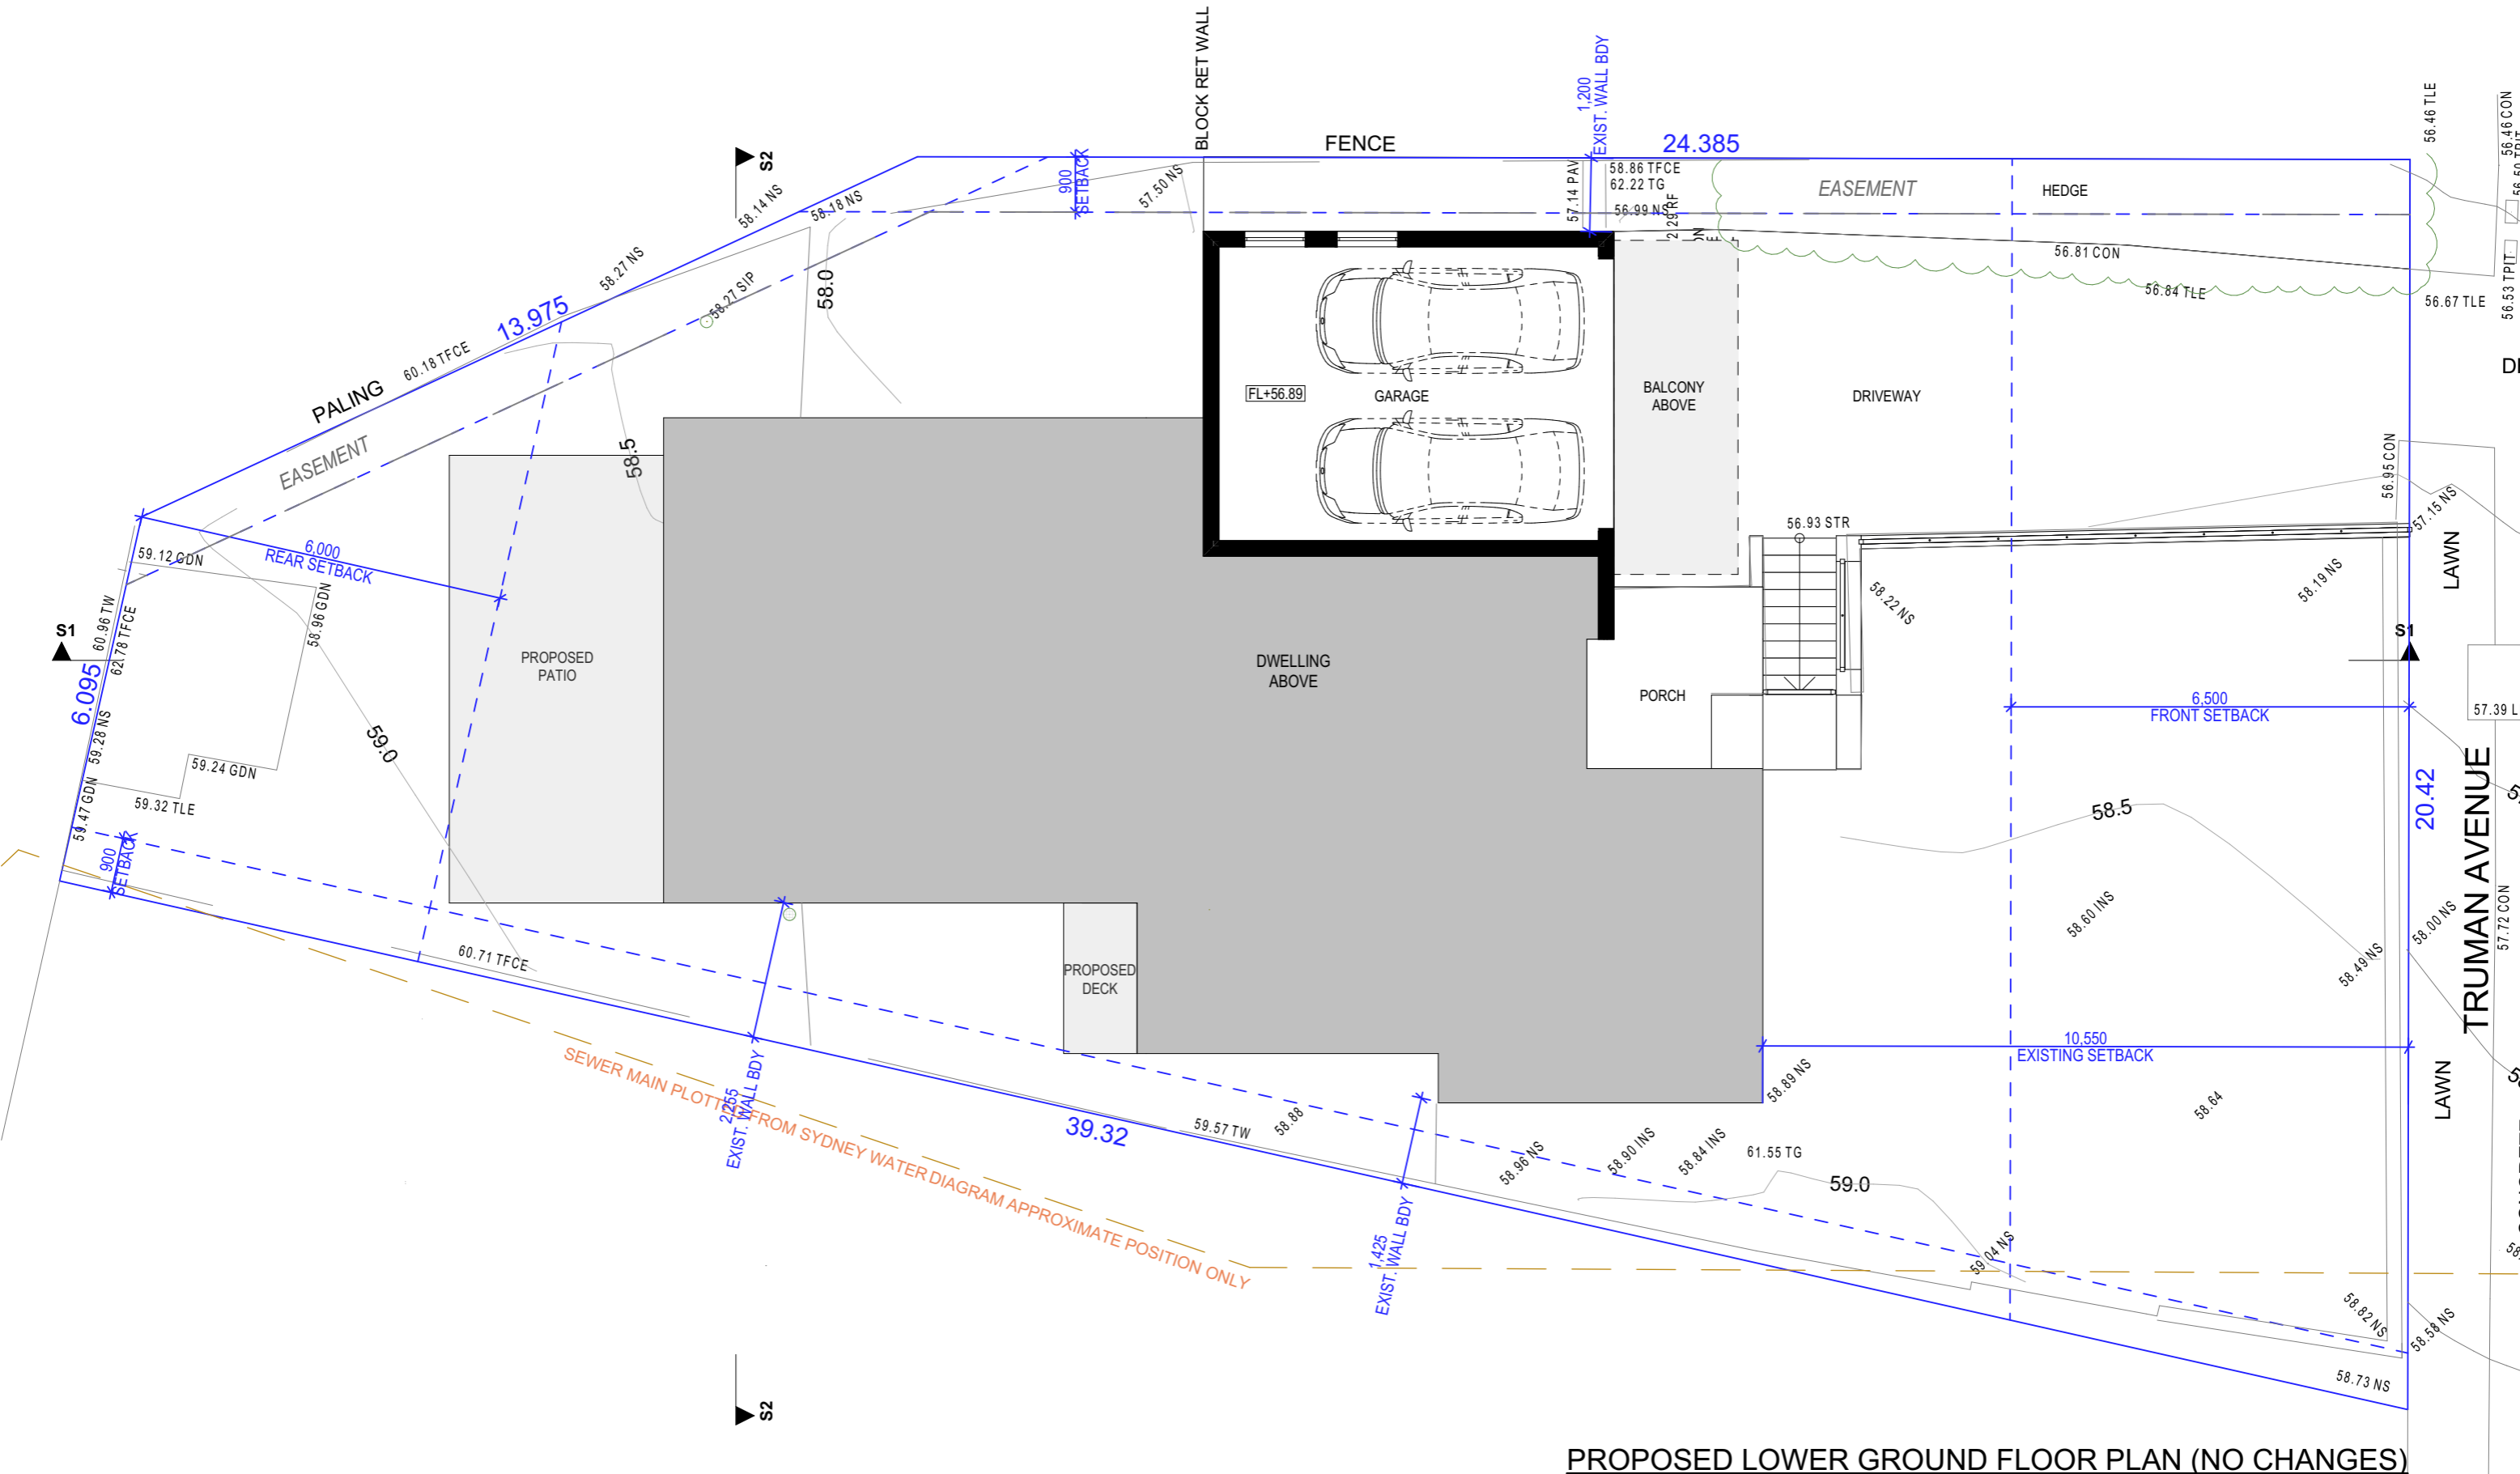 BLOCK RET WALL
1,200
EXIST. WALL BDY
FENCE
24.385
56.46 TLE
56.46 CON
S2
900
SETBACK
57.50 NS
57.14 PAV
58.86 TFCE
62.22 TG
56.99 NS
EASEMENT
HEDGE
58.14 NS
58.18 NS
58.27 NS
56.81 CON
56.84 TLE
56.67 TLE
56.53 TPIT
58.27 SIP
58.0
13.975
60.18 TFCE
PALING
EASEMENT
58.5
FL+56.89
GARAGE
BALCONY
ABOVE
DRIVEWAY
56.95 CON
57.15 NS
56.93 STR
LAWN
6,000
REAR SETBACK
59.12 GDN
58.96 GDN
60.96 TW
62.78 TFCE
S1
58.22 NS
58.19 NS
S1
6.095
PROPOSED
PATIO
DWELLING
ABOVE
PORCH
6,500
FRONT SETBACK
57.39 L
59.28 NS
59.0
59.24 GDN
59.32 TLE
59.47 GDN
900
SETBACK
58.5
20.42
TRUMAN AVENUE
58.60 INS
58.00 NS
57.72 CON
58.49 NS
60.71 TFCE
PROPOSED
DECK
10,550
EXISTING SETBACK
2,255
EXIST. WALL BDY
SEWER MAIN PLOTTED FROM SYDNEY WATER DIAGRAM APPROXIMATE POSITION ONLY
39.32
59.57 TW
58.88
58.89 NS
58.64
LAWN
58.96 NS
58.90 INS
58.84 INS
61.55 TG
59.0
1,425
EXIST. WALL BDY
59.04 NS
58.82 NS
58.58 NS
58.73 NS
S2
PROPOSED LOWER GROUND FLOOR PLAN (NO CHANGES)